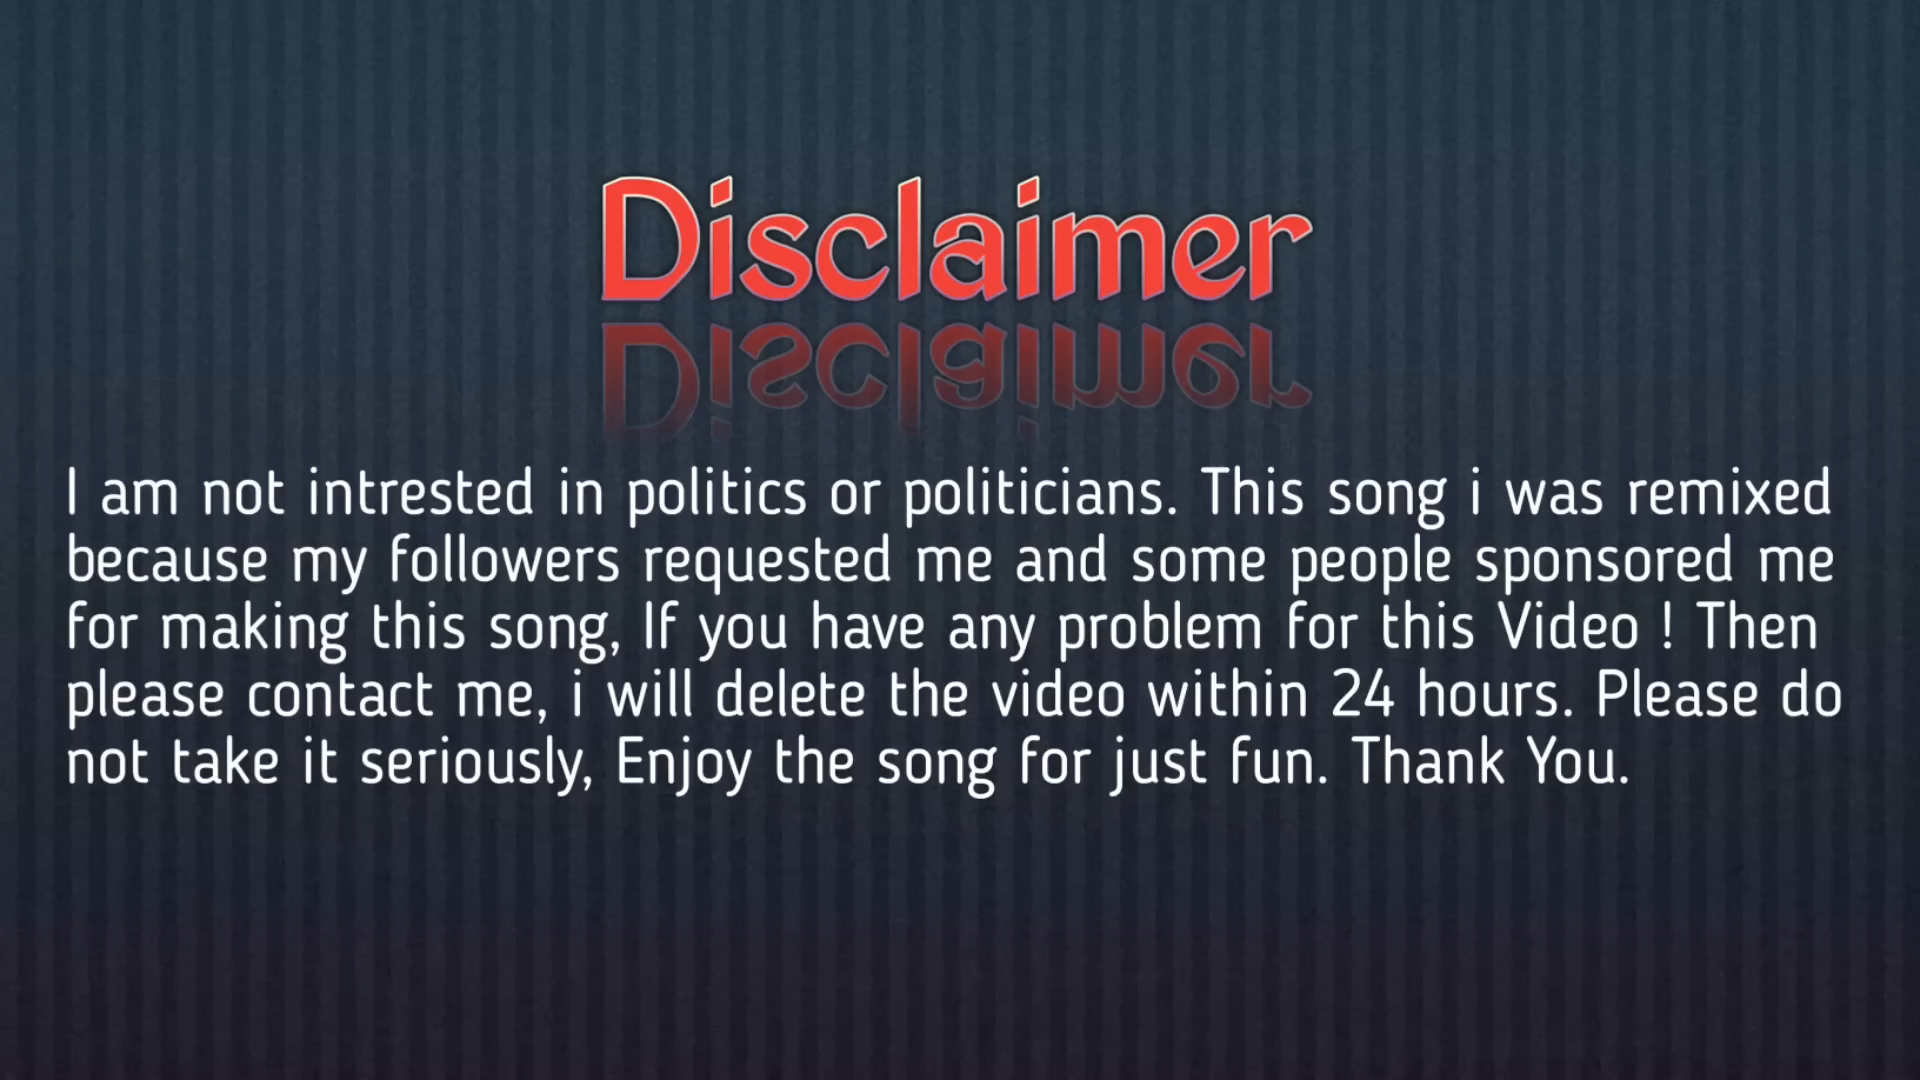 Disclaimer
I am not intrested in politics or politicians. This song i was remixed
because my followers requested me and some people sponsored me
for making this song, If you have any problem for this Video ! Then
please contact me, i will delete the video within 24 hours. Please do
not take it seriously, Enjoy the song for just fun. Thank You.